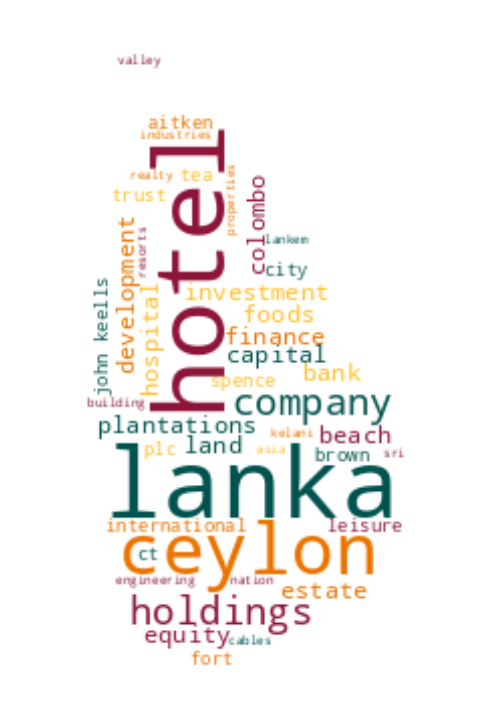 valley
aitken
industries
hotel
realty
tea
properties
trust
colombo
resorts
development
lankem
city
john keells
hospital
investment
foods
finance
capital
spence
bank
building
company
plantations
kelani
beach
plc
land
asia
brown
sri
lanka
international
leisure
ceylon
ct
engineering
nation
estate
holdings
equity
cables
fort